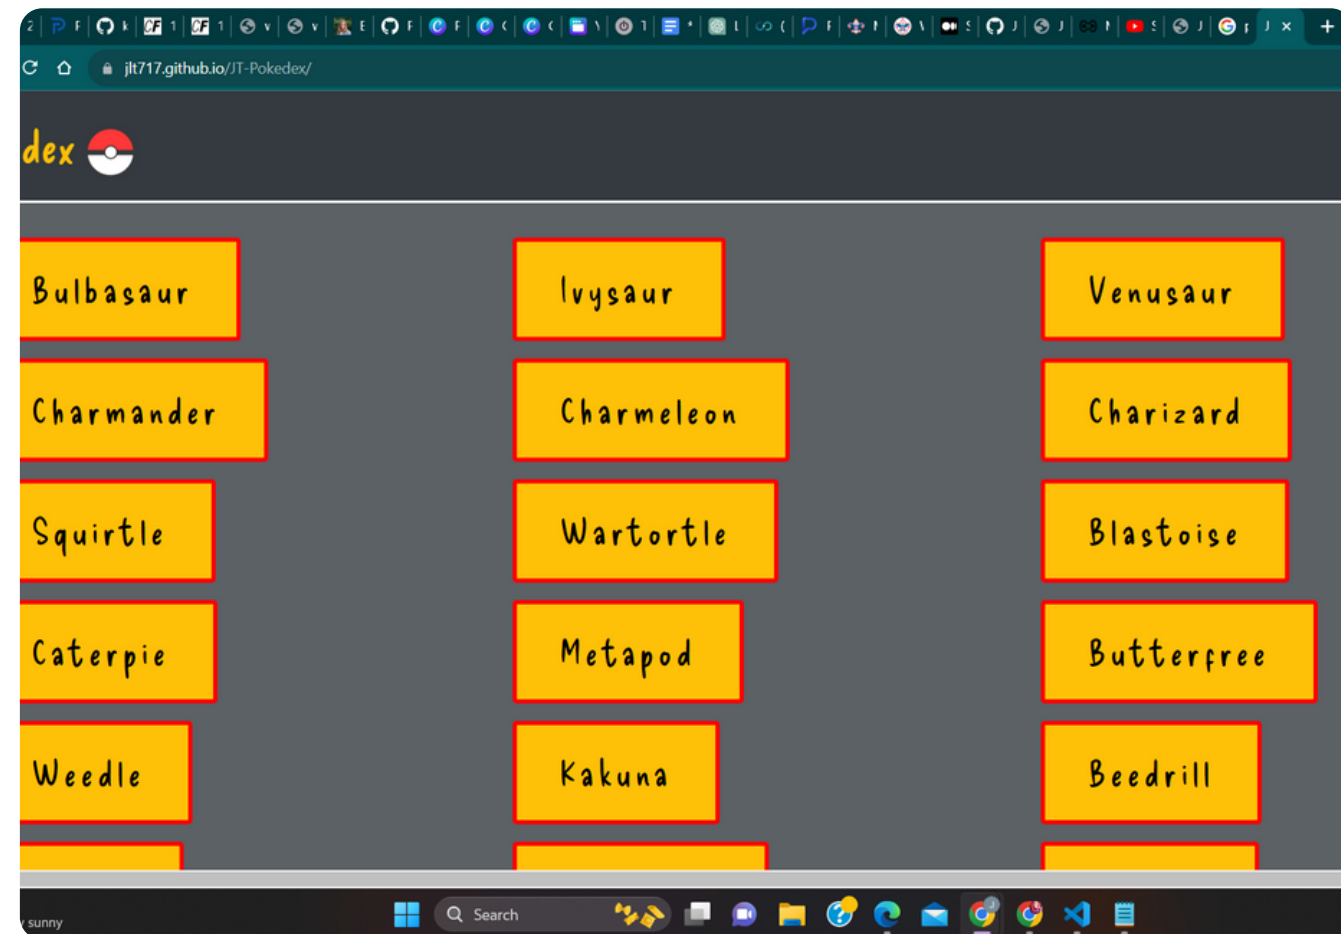 jlt717.github.io/JT-Pokedex/
dex
Bulbasaur Ivysaur Venusaur
Charmander Charmeleon Charizard
Squirtle Wartortle Blastoise
Caterpie Metapod Butterfree
Weedle Kakuna Beedrill
sunny
Search